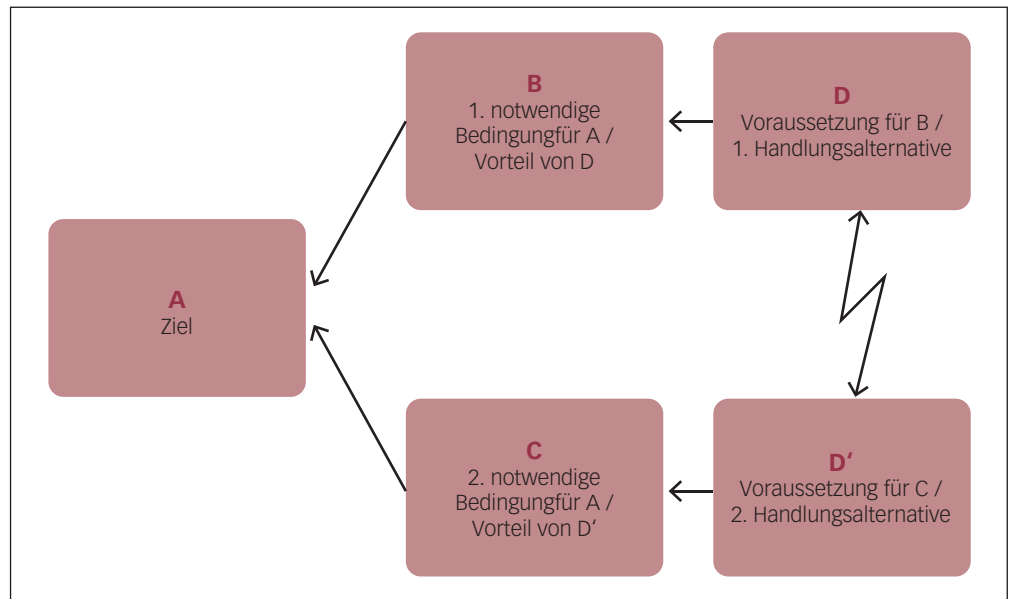 B
1. notwendige
Bedingungfür A /
Vorteil von D
D
Voraussetzung für B /
1. Handlungsalternative
A
Ziel
C
2. notwendige
Bedingungfür A /
Vorteil von D‘
D‘
Voraussetzung für C /
2. Handlungsalternative